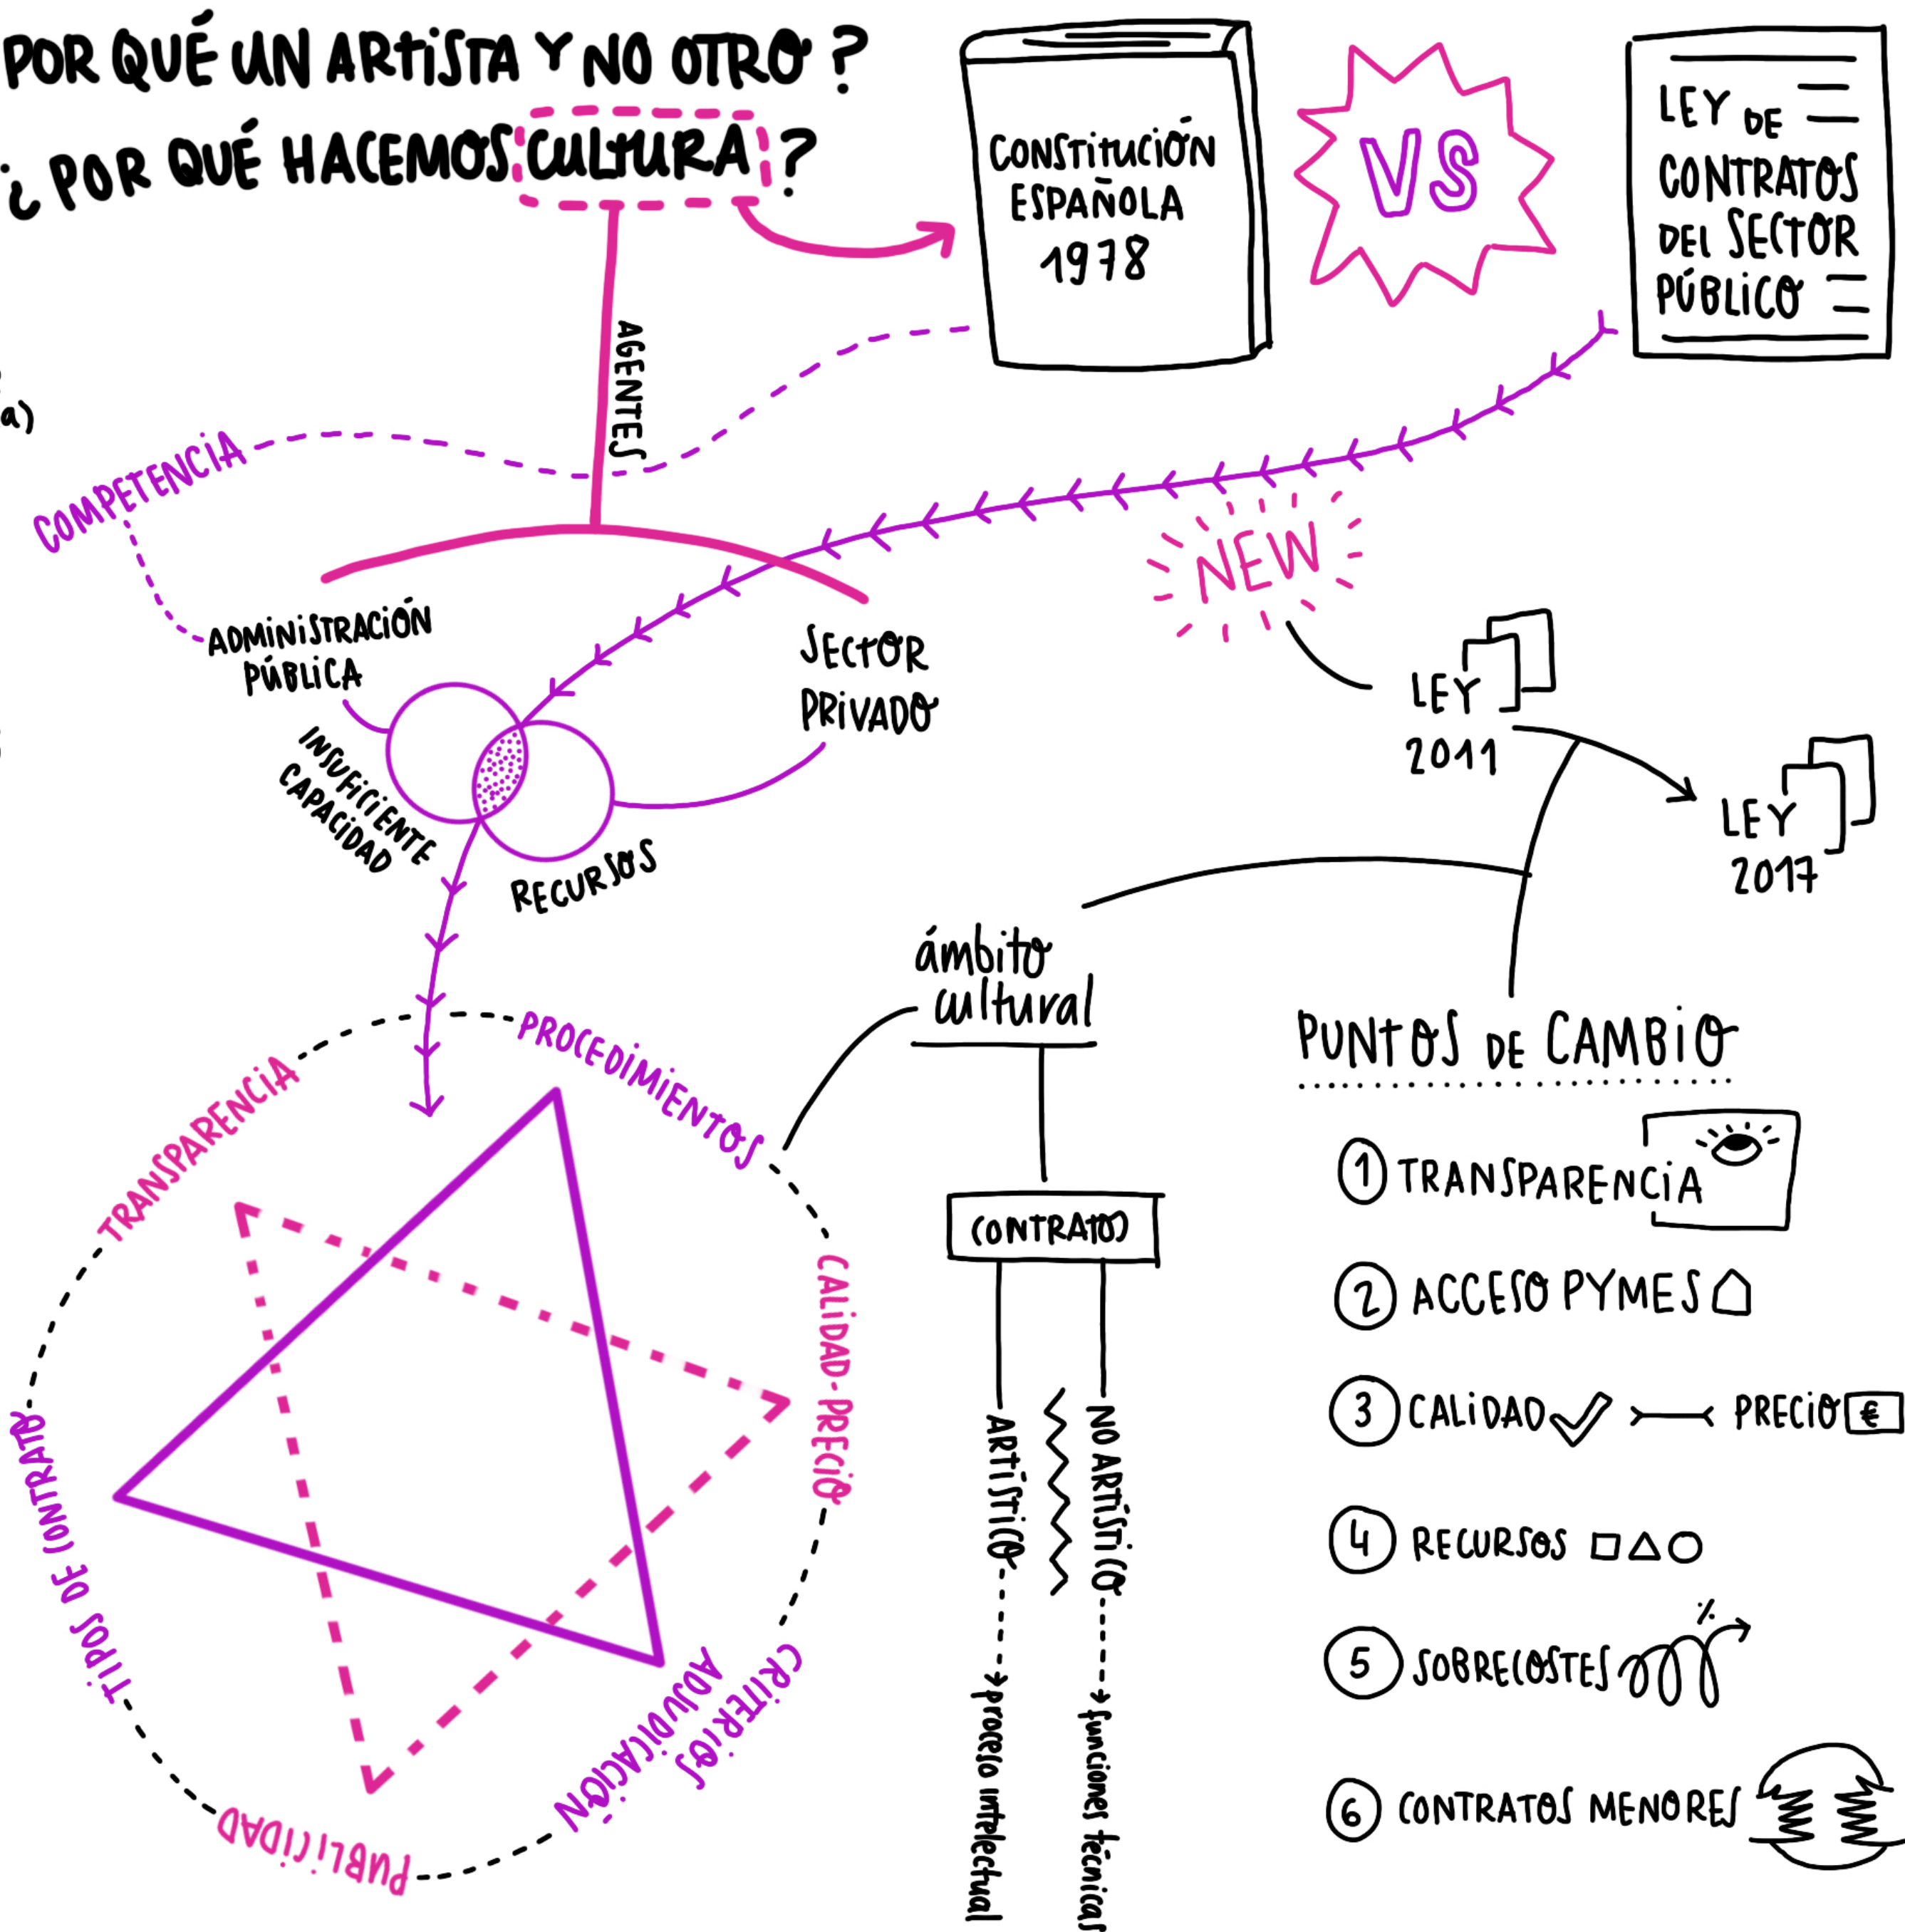 POR QUÉ UN ARTISTA Y NO OTRO?
¿POR QUÉ HACEMOS CULTURA?
CONSTITUCIÓN
ESPAÑOLA
1978
VS
LEY DE
CONTRATOS
DEL SECTOR
PÚBLICO
a)
AGENTES
COMPETENCIA
NEW
ADMINISTRACIÓN
PÚBLICA
SECTOR
PRIVADO
INSUFICIENTE
CAPACIDAD
RECURSOS
LEY
2011
LEY
2017
ámbito
cultural
PUNTOS DE CAMBIO
TRANSPARENCIA
PROCEDIMIENTOS
CALIDAD-PRECIO
CRITERIOS
ADJUDICACIÓN
PUBLICIDAD
TIPOS DE CONTRATO
CONTRATOS
ARTÍSTICO
NO ARTÍSTICO
proceso intelectual
funciones técnicas
1 TRANSPARENCIA
2 ACCESO PYMES
3 CALIDAD PRECIO €
4 RECURSOS
%
5 SOBRECOSTES
6 CONTRATOS MENORES